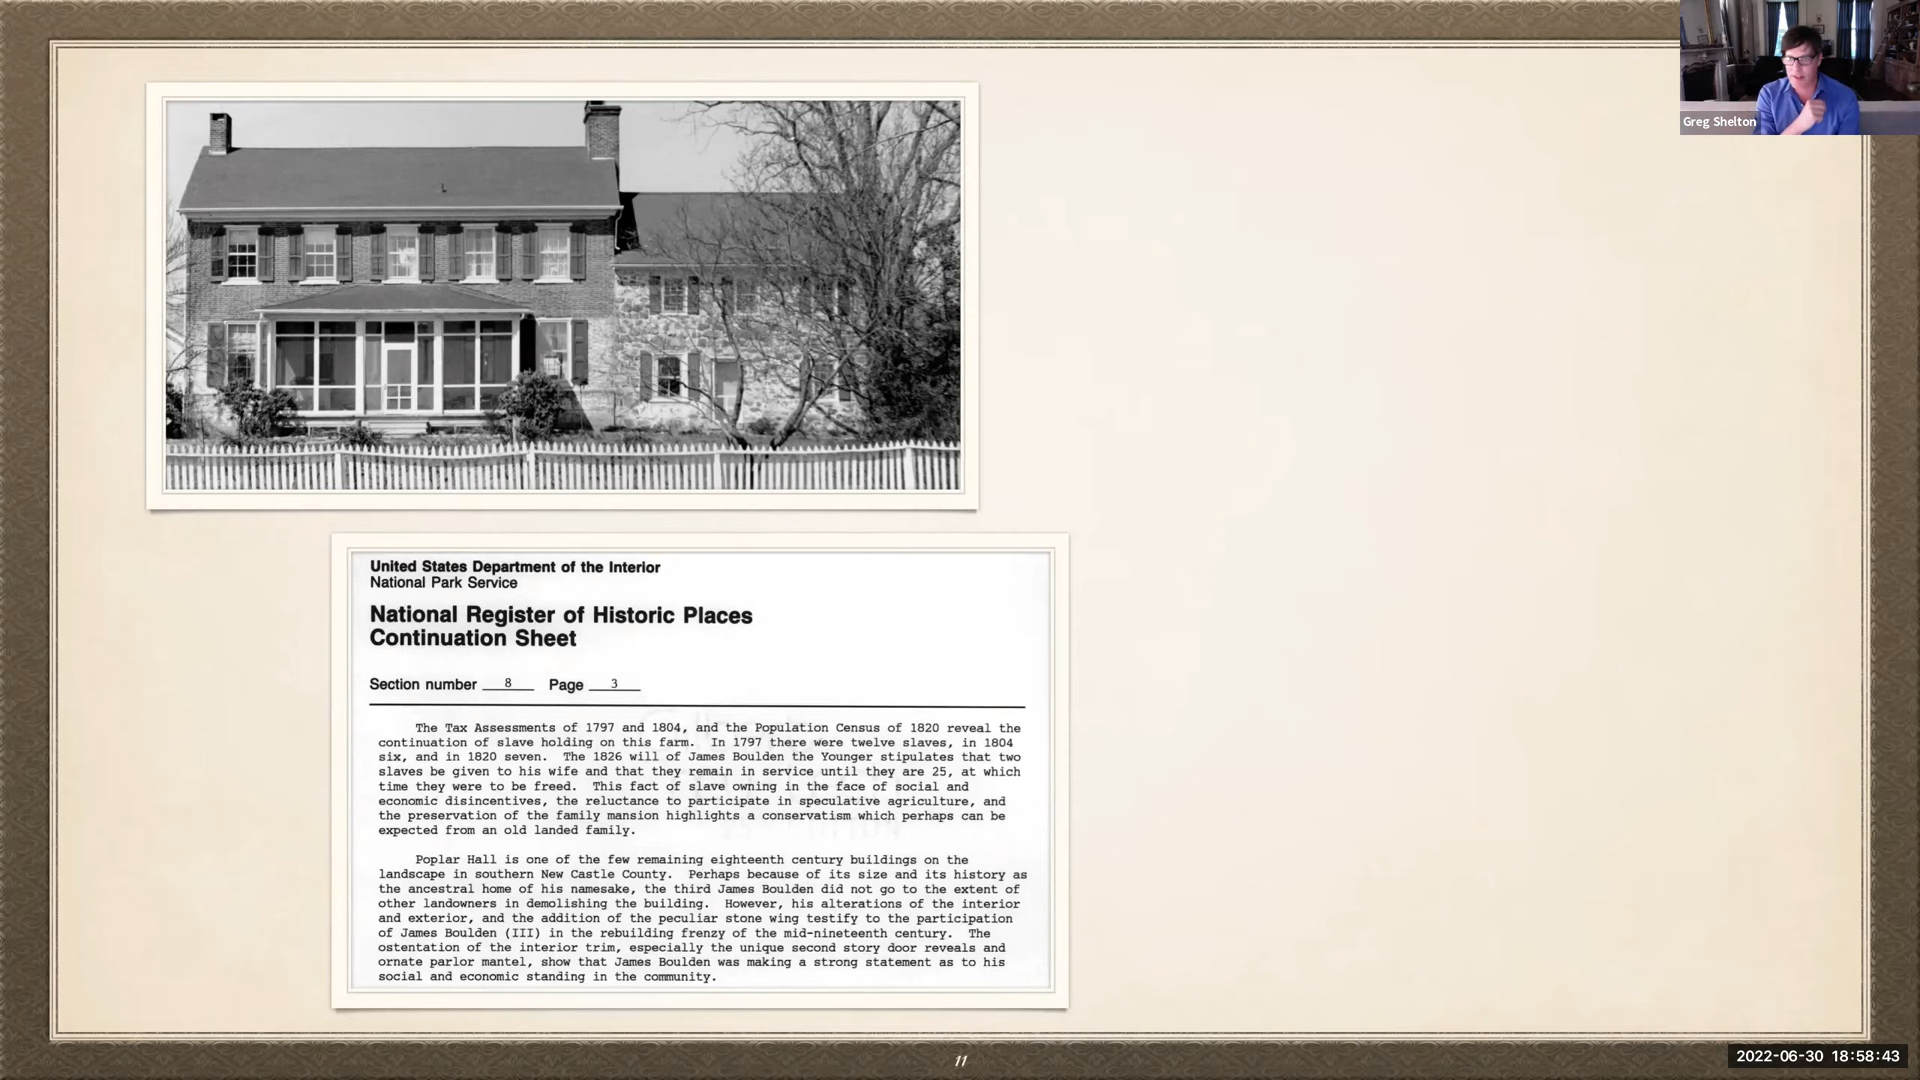 Greg Shelton
United States Department of the Interior
National Park Service
National Register of Historic Places
Continuation Sheet
Section number 8 Page 3
The Tax Assessments of 1797 and 1804, and the Population Census of 1820 reveal the
continuation of slave holding on this farm. In 1797 there were twelve slaves, in 1804
six, and in 1820 seven. The 1826 will of James Boulden the Younger stipulates that two
slaves be given to his wife and that they remain in service until they are 25, at which
time they were to be freed. This fact of slave owning in the face of social and
economic disincentives, the reluctance to participate in speculative agriculture, and
the preservation of the family mansion highlights a conservatism which perhaps can be
expected from an old landed family.
Poplar Hall is one of the few remaining eighteenth century buildings on the
landscape in southern New Castle County. Perhaps because of its size and its history as
the ancestral home of his namesake, the third James Boulden did not go to the extent of
other landowners in demolishing the building. However, his alterations of the interior
and exterior, and the addition of the peculiar stone wing testify to the participation
of James Boulden (III) in the rebuilding frenzy of the mid-nineteenth century. The
ostentation of the interior trim, especially the unique second story door reveals and
ornate parlor mantel, show that James Boulden was making a strong statement as to his
social and economic standing in the community.
11
2022-06-30 18:58:43